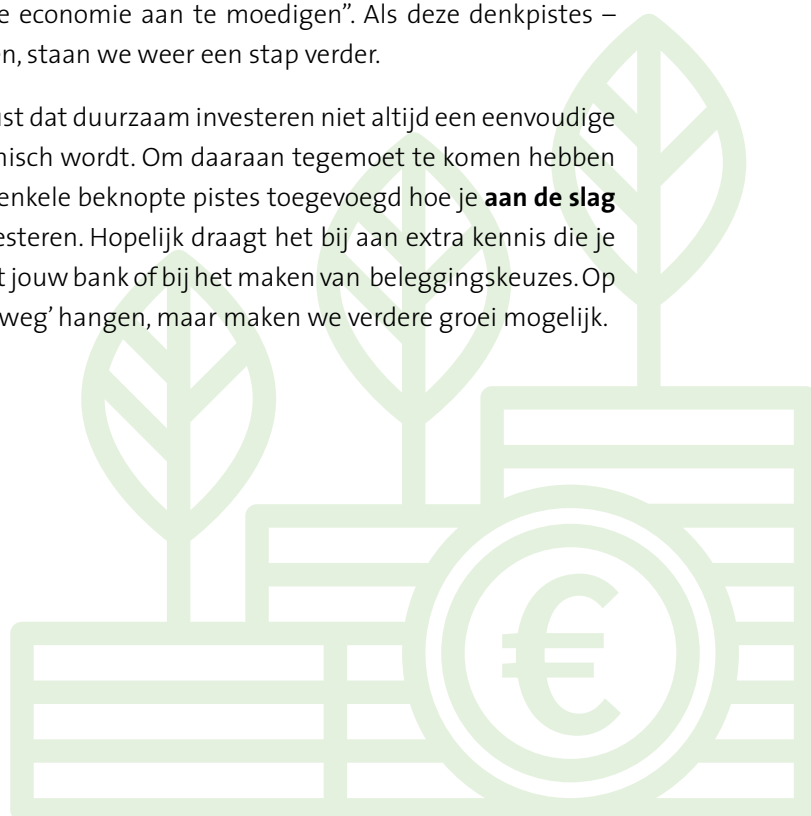 e economie aan te moedigen”. Als deze denkpistes –
n, staan we weer een stap verder.
st dat duurzaam investeren niet altijd een eenvoudige
nisch wordt. Om daaraan tegemoet te komen hebben
enkele beknopte pistes toegevoegd hoe je aan de slag
esteren. Hopelijk draagt het bij aan extra kennis die je
t jouw bank of bij het maken van beleggingskeuzes. Op
weg’ hangen, maar maken we verdere groei mogelijk.
€